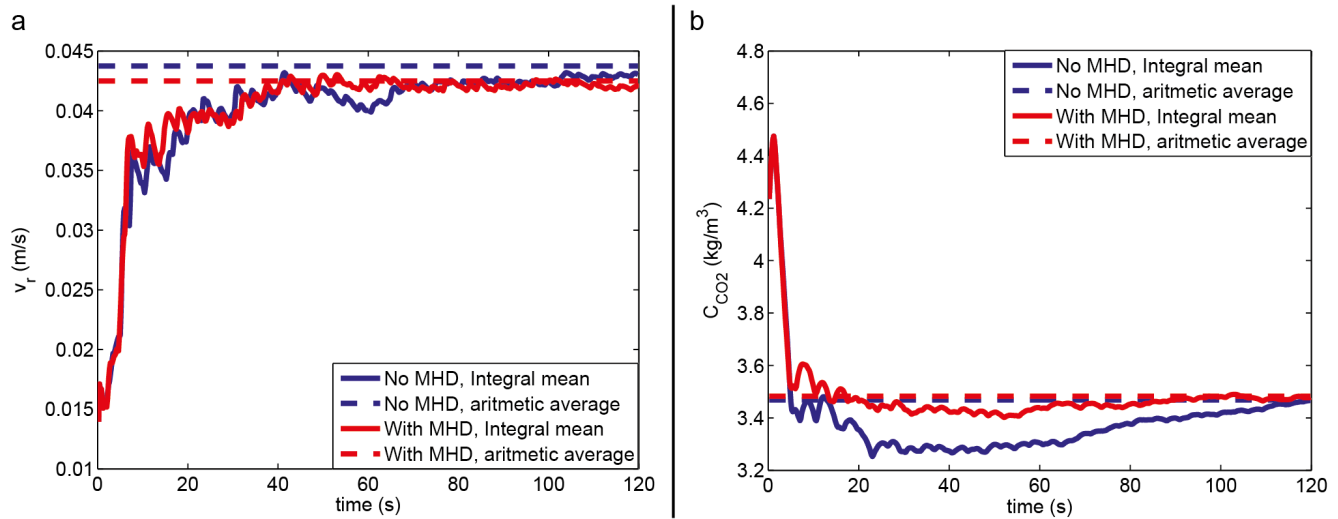 a
0.045
0.04
0.035
0.03
0.025
0.02
0.015
0.01
v_r (m/s)
No MHD, Integral mean
No MHD, aritmetic average
With MHD, Integral mean
With MHD, aritmetic average
0 20 40 60 80 100 120
time (s)
b
4.8
4.6
4.4
4.2
4
3.8
3.6
3.4
3.2
C_CO2 (kg/m³)
No MHD, Integral mean
No MHD, aritmetic average
With MHD, Integral mean
With MHD, aritmetic average
0 20 40 60 80 100 120
time (s)